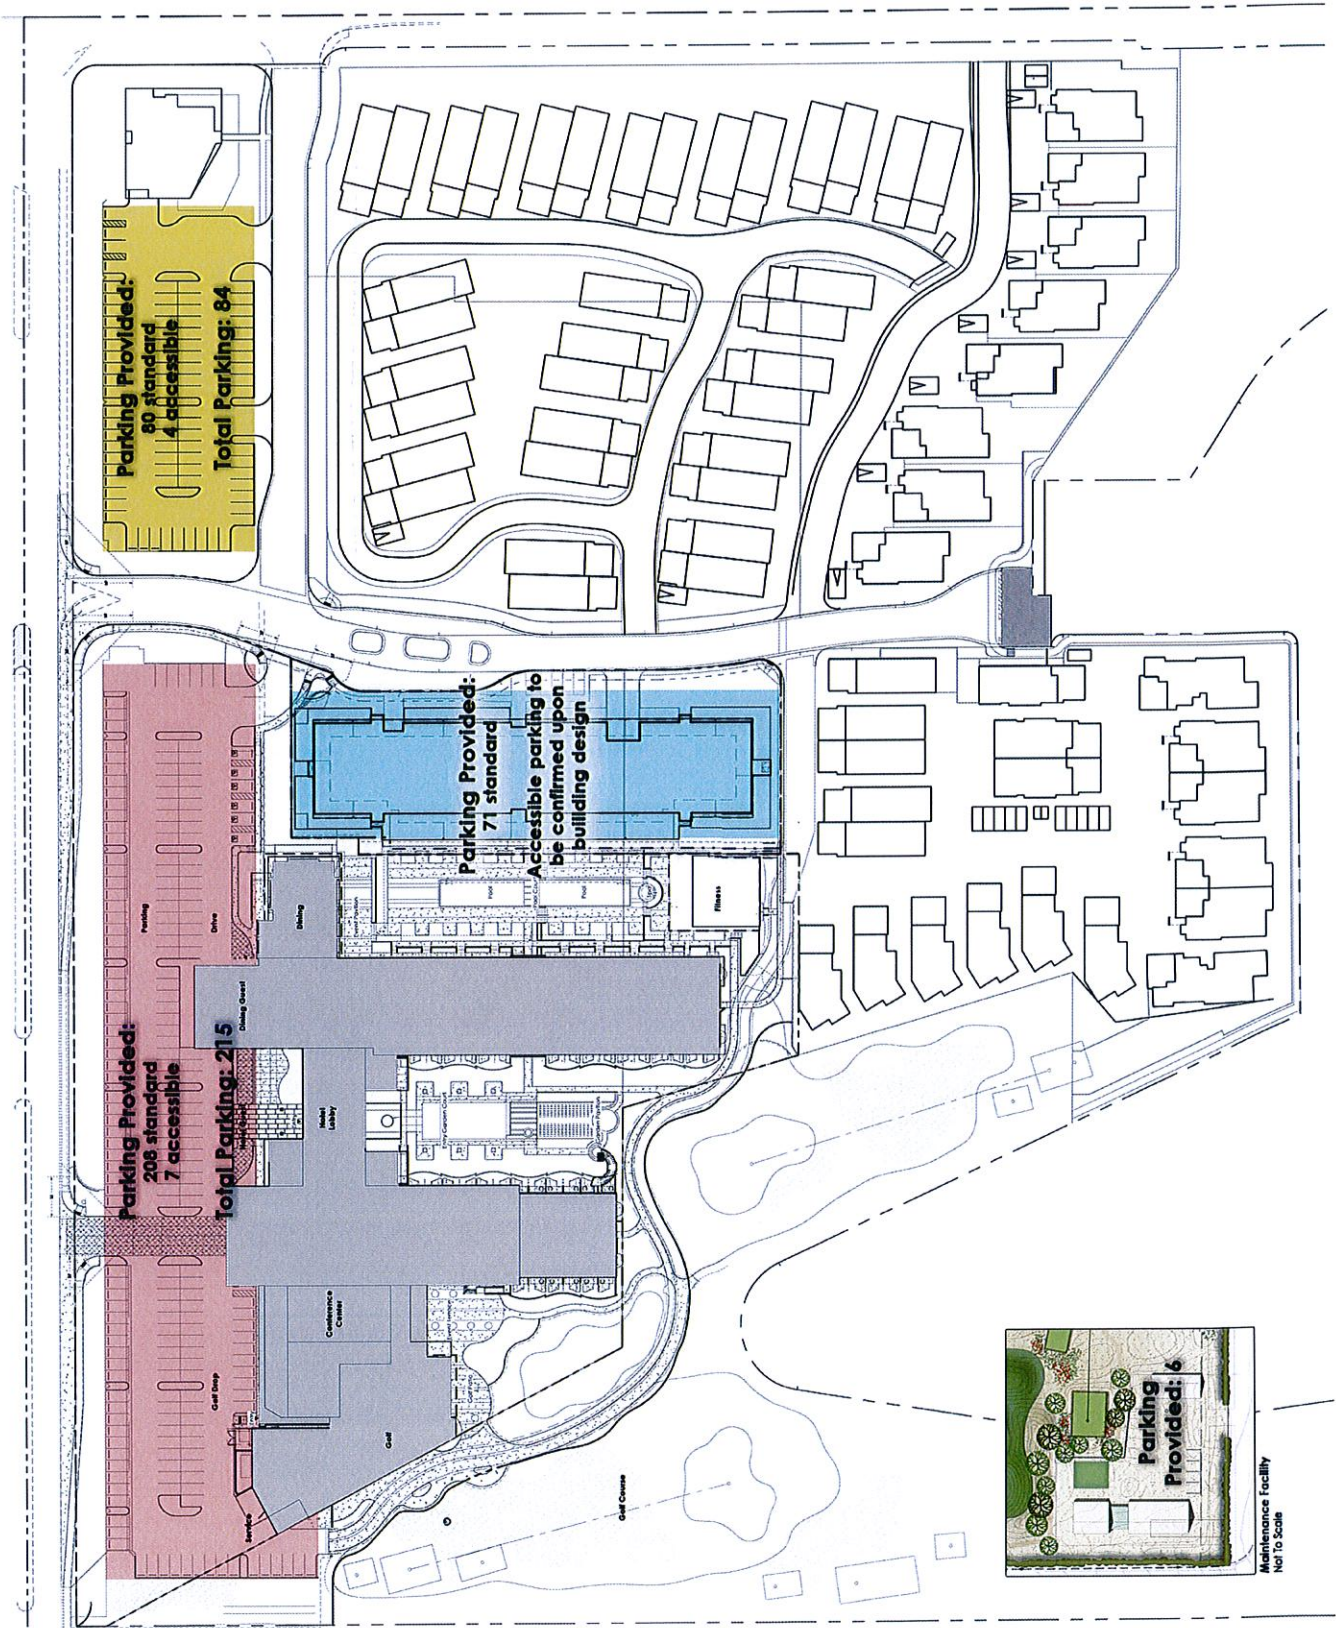 Parking Provided:
80 standard
4 accessible
Total Parking: 84
Parking Provided:
71 standard
Accessible parking to
be confirmed upon
building design
Parking Provided:
208 standard
7 accessible
Total Parking: 215
Parking
Drive
Dining
Dining Guest
Hotel
Lobby
Pool
Pool
Fitness
Conference
Center
Golf Drop
Golf
Service
Golf Course
Parking
Provided: 6
Maintenance Facility
Not To Scale